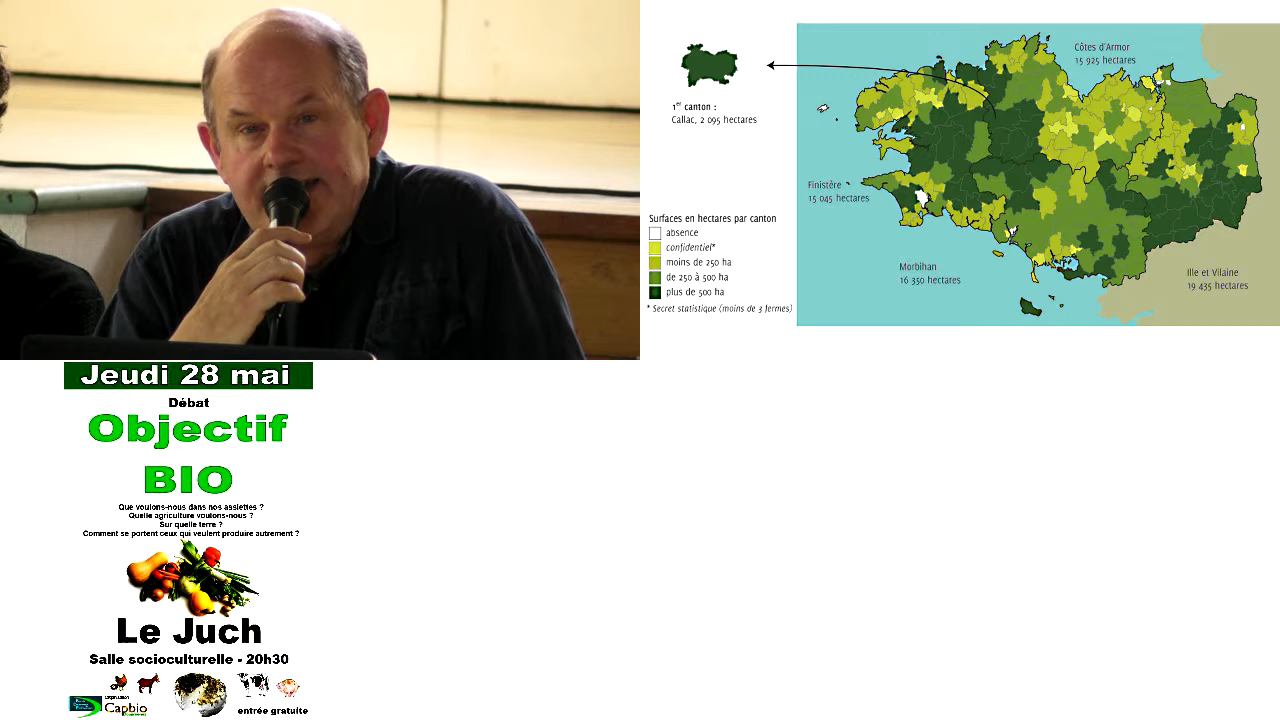 Côtes d'Armor
15 925 hectares
1er canton :
Callac, 2 095 hectares
Finistère
15 045 hectares
Surfaces en hectares par canton
absence
confidentiel*
moins de 250 ha
de 250 à 500 ha
plus de 500 ha
* Secret statistique (moins de 3 fermes)
Morbihan
16 350 hectares
Ille et Vilaine
19 435 hectares
Jeudi 28 mai
Débat
Objectif
BIO
Que voulons-nous dans nos assiettes ?
Quelle agriculture voulons-nous ?
Sur quelle terre ?
Comment se portent ceux qui veulent produire autrement ?
Le Juch
Salle socioculturelle - 20h30
Capbio
entrée gratuite